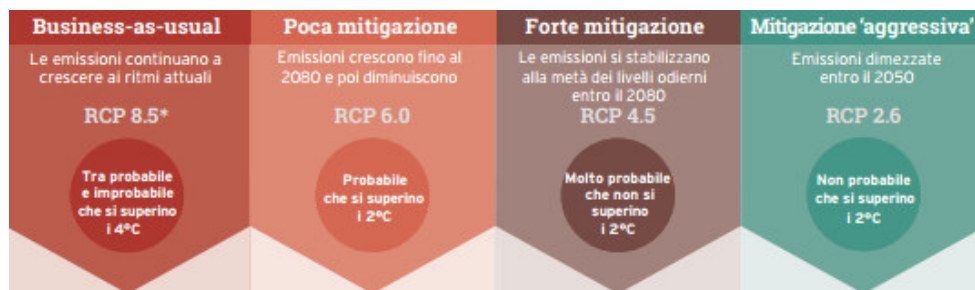 Business-as-usual
Le emissioni continuano a
crescere ai ritmi attuali
RCP 8.5*
Tra probabile
e improbabile
che si superino
i 4°C
Poca mitigazione
Emissioni crescono fino al
2080 e poi diminuiscono
RCP 6.0
Probabile
che si superino
i 2°C
Forte mitigazione
Le emissioni si stabilizzano
alla metà dei livelli odierni
entro il 2080
RCP 4.5
Molto probabile
che non si
superino
i 2°C
Mitigazione ‘aggressiva’
Emissioni dimezzate
entro il 2050
RCP 2.6
Non probabile
che si superino
i 2°C